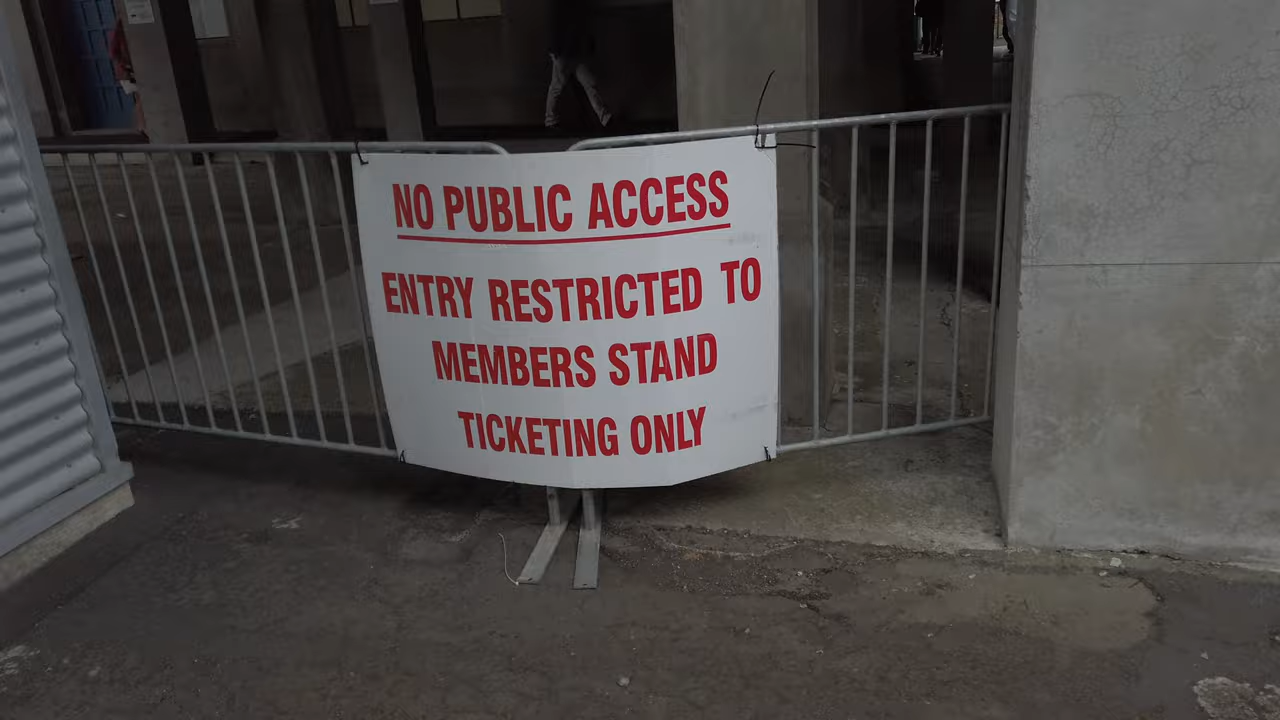 NO PUBLIC ACCESS
ENTRY RESTRICTED TO
MEMBERS STAND
TICKETING ONLY